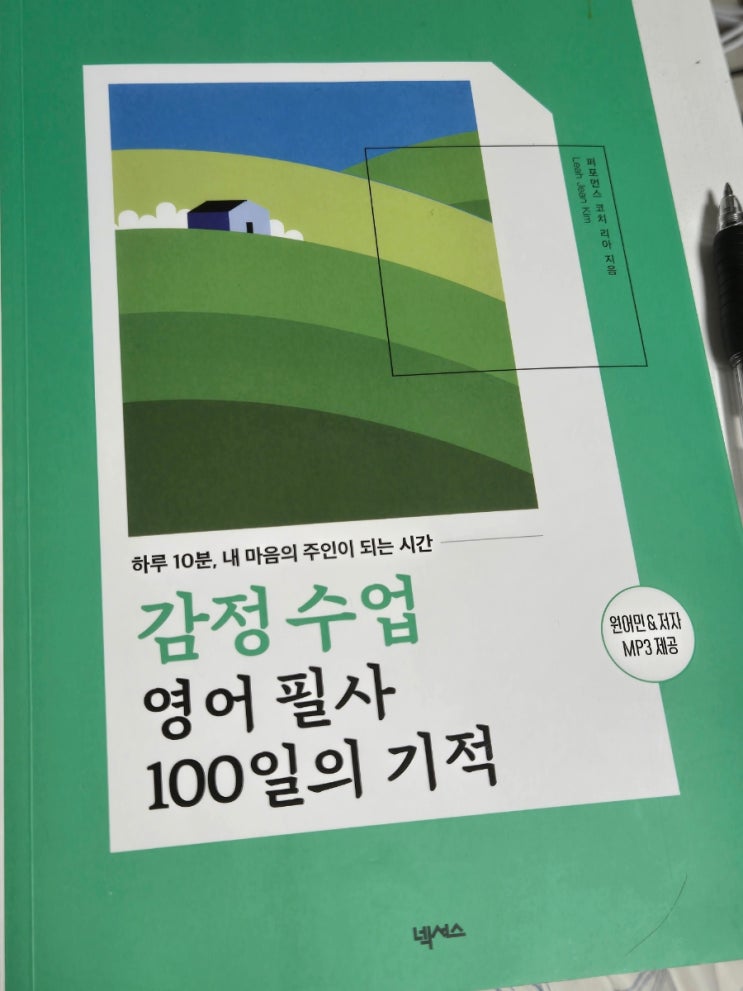 퍼포먼스 코치 리아 지음
Leah Jean Kim
하루 10분, 내 마음의 주인이 되는 시간
감정 수업
영어 필사
100일의 기적
원어민 & 저자
MP3 제공
넥서스